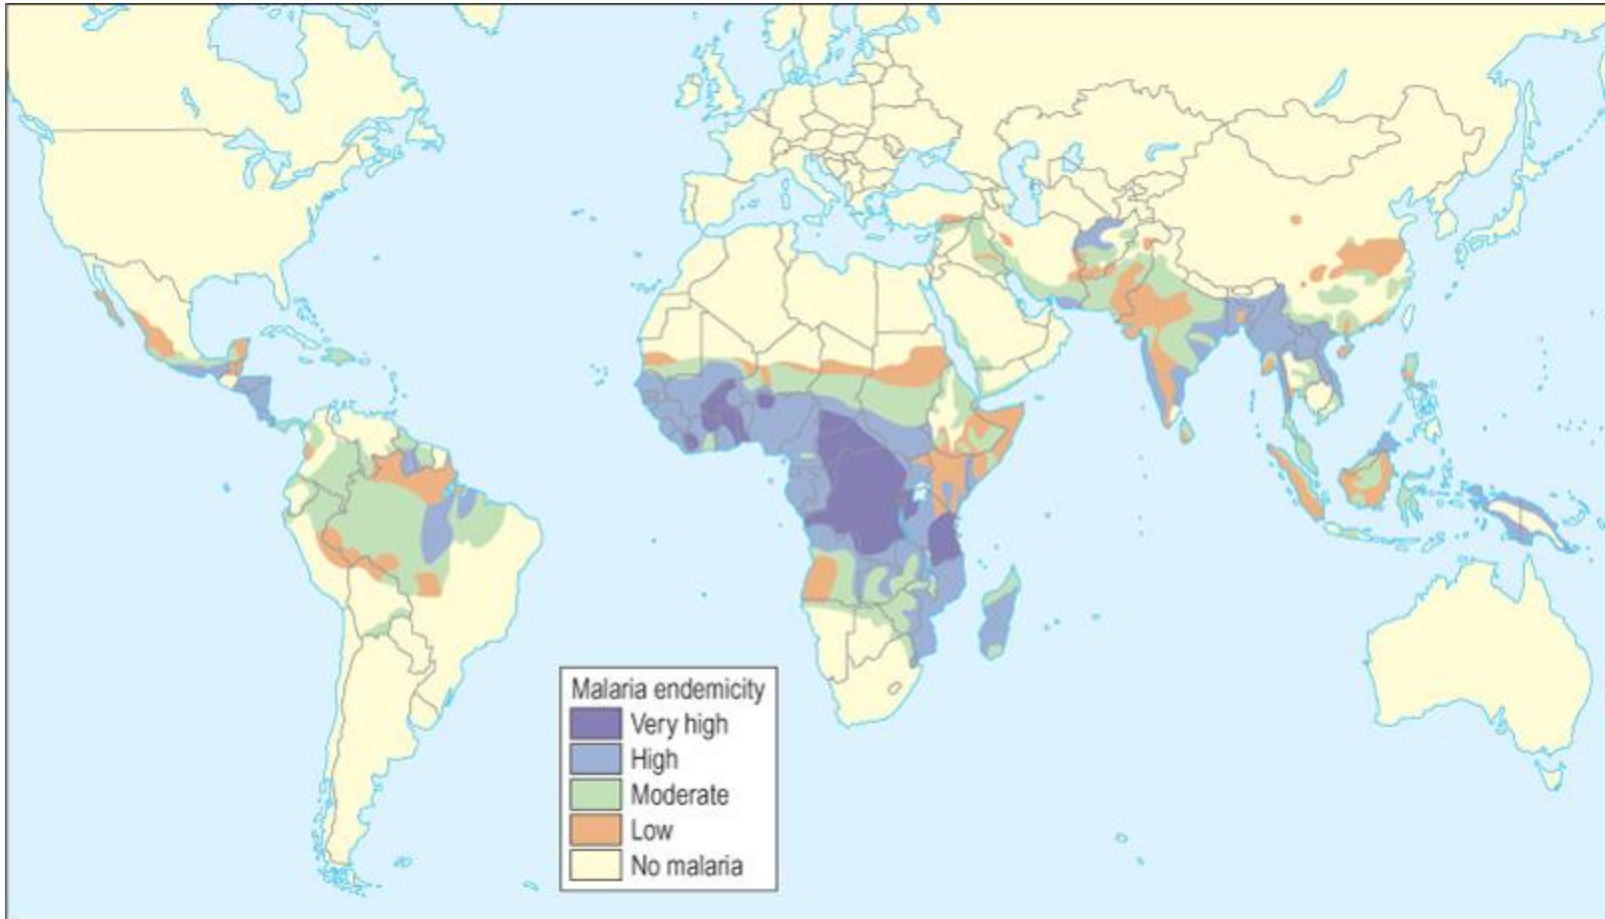 Malaria endemicity
Very high
High
Moderate
Low
No malaria